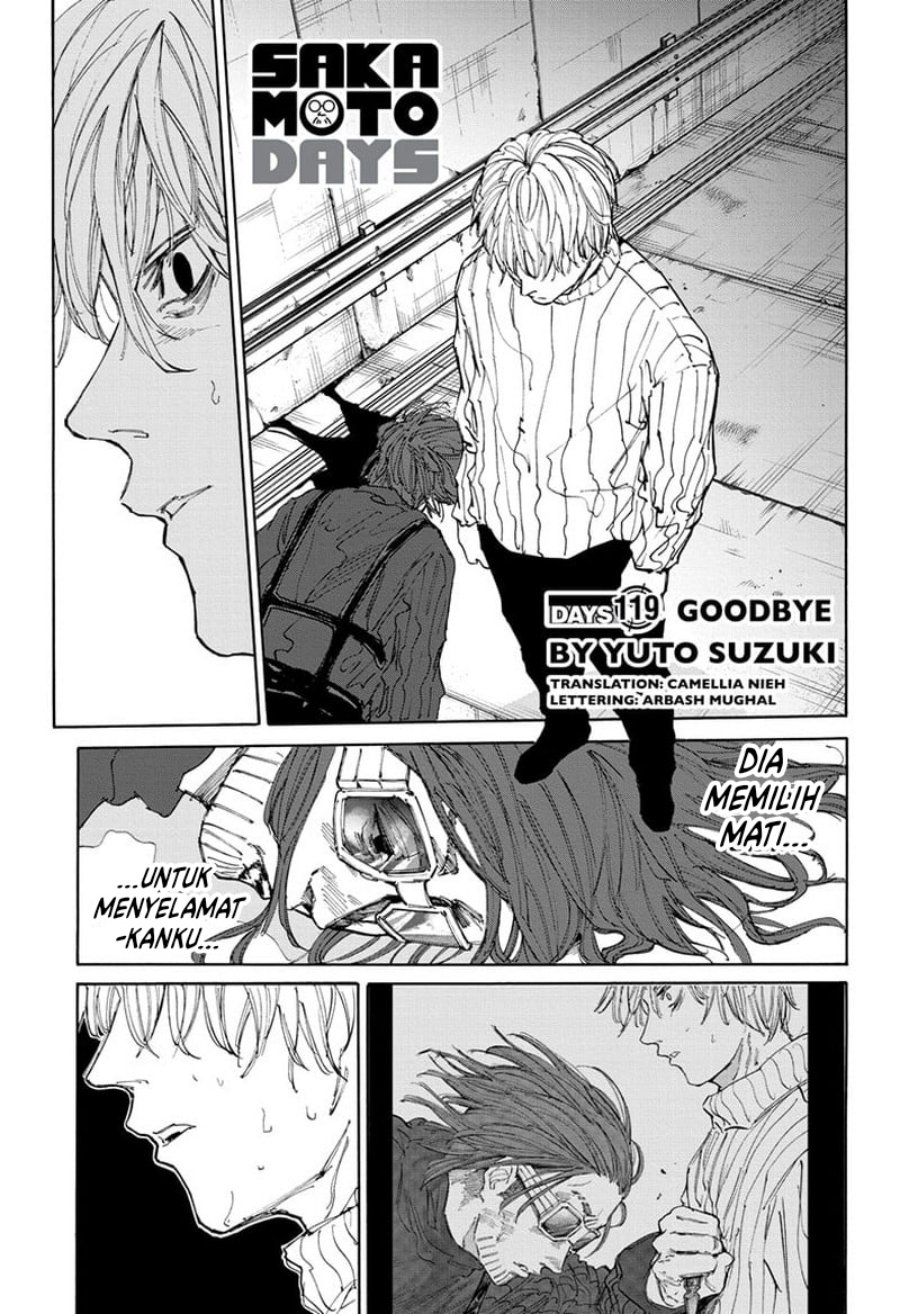 SAKA
MOTO
DAYS
DAYS 119 GOODBYE
BY YUTO SUZUKI
TRANSLATION: CAMELLIA NIEH
LETTERING: ARBASH MUGHAL
DIA
MEMILIH
MATI...
...UNTUK
MENYELAMAT
-KANKU...